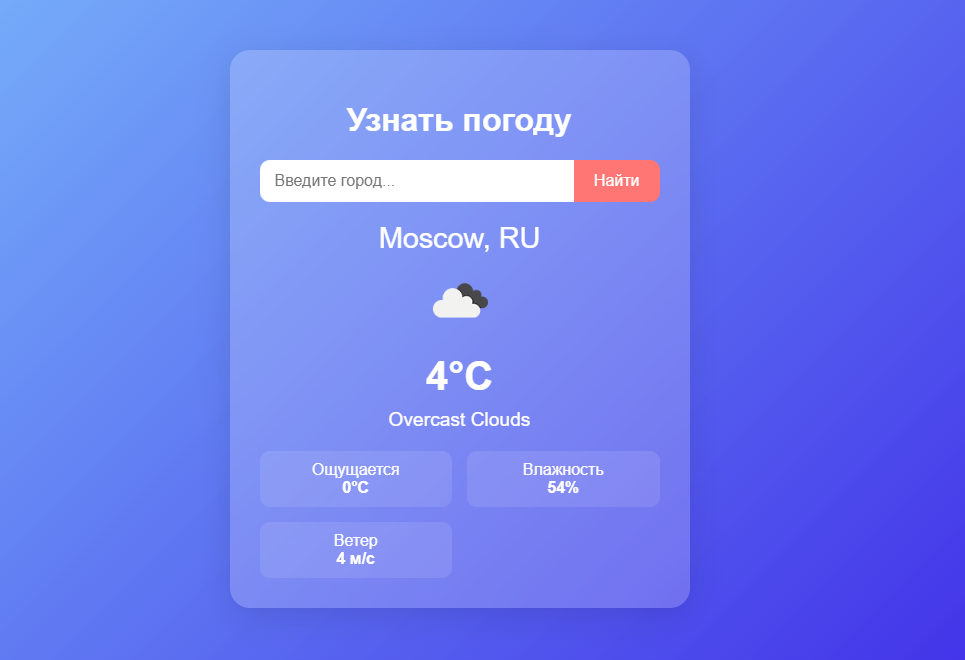 Узнать погоду
Введите город...
Найти
Moscow, RU
4°C
Overcast Clouds
Ощущается
0°C
Влажность
54%
Ветер
4 м/с